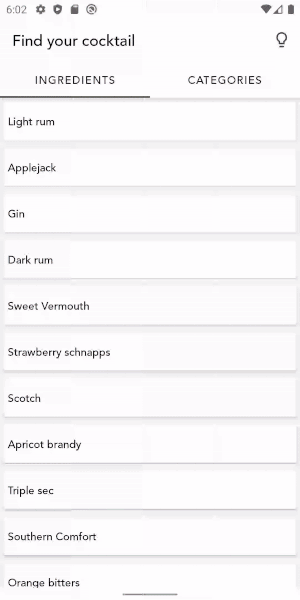 6:02
Find your cocktail
INGREDIENTS CATEGORIES
Light rum
Applejack
Gin
Dark rum
Sweet Vermouth
Strawberry schnapps
Scotch
Apricot brandy
Triple sec
Southern Comfort
Orange bitters